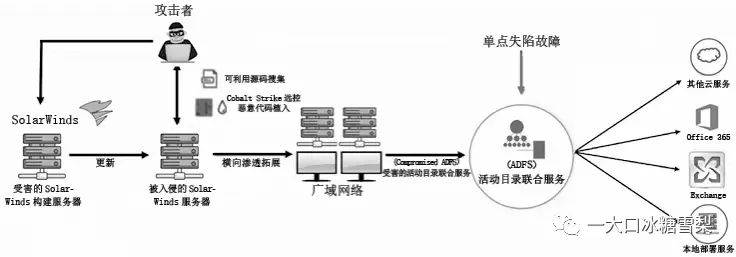 攻击者
单点失陷故障
可利用源码搜集
Cobalt Strike 远控
恶意代码植入
SolarWinds
更新
横向渗透拓展
(Compromised ADFS)
受害的活动目录联合服务
(ADFS)
活动目录联合服务
受害的 Solar-
Winds 构建服务器
被入侵的 Solar-
Winds 服务器
广域网络
其他云服务
Office 365
Exchange
本地部署服务
一大口冰糖雪梨